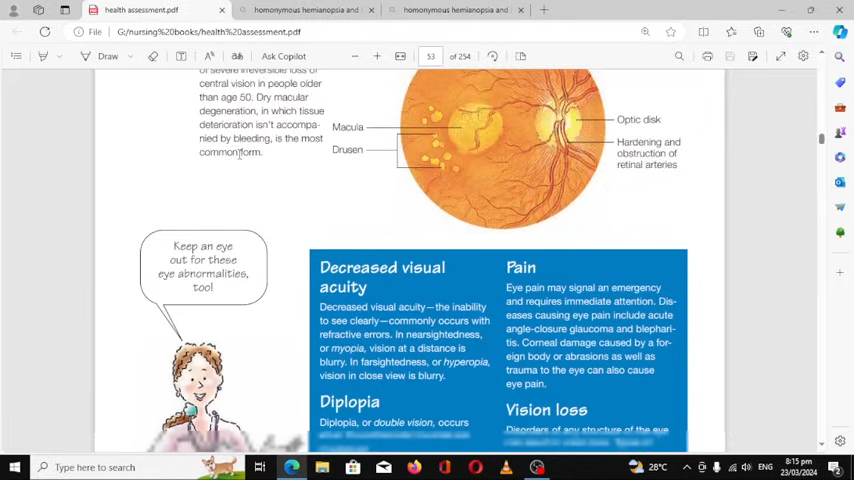 health assessment.pdf
homonymous hemianopsia and
homonymous hemianopsia and
File
G:/nursing%20books/health%20assessment.pdf
Draw
Ask Copilot
53
of 254
of severe irreversible loss of
central vision in people older
than age 50. Dry macular
degeneration, in which tissue
deterioration isn't accompa-
nied by bleeding, is the most
common form.
Macula
Drusen
Optic disk
Hardening and
obstruction of
retinal arteries
Keep an eye
out for these
eye abnormalities,
too!
Decreased visual
acuity
Decreased visual acuity—the inability
to see clearly—commonly occurs with
refractive errors. In nearsightedness,
or myopia, vision at a distance is
blurry. In farsightedness, or hyperopia,
vision in close view is blurry.
Diplopia
Diplopia, or double vision, occurs
Pain
Eye pain may signal an emergency
and requires immediate attention. Dis-
eases causing eye pain include acute
angle-closure glaucoma and blephari-
tis. Corneal damage caused by a for-
eign body or abrasions as well as
trauma to the eye can also cause
eye pain.
Vision loss
Disorders of any structure of the eye
Type here to search
28°C
ENG
8:15 pm
23/03/2024